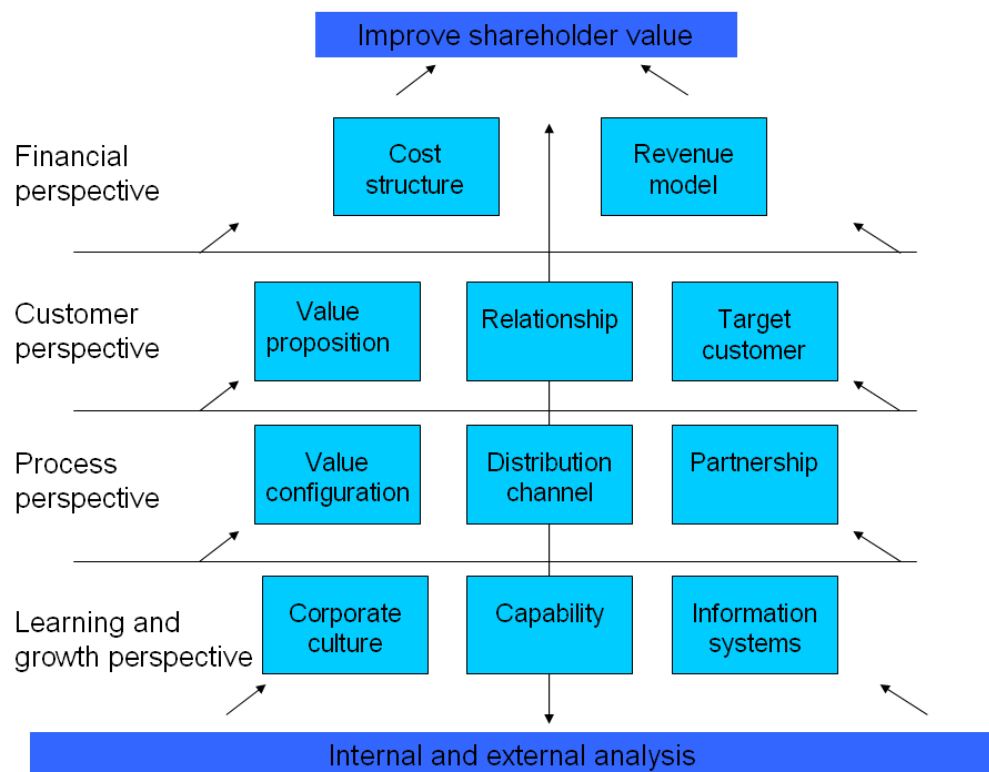 Improve shareholder value
Financial
perspective
Cost
structure
Revenue
model
Customer
perspective
Value
proposition
Relationship
Target
customer
Process
perspective
Value
configuration
Distribution
channel
Partnership
Learning and
growth perspective
Corporate
culture
Capability
Information
systems
Internal and external analysis